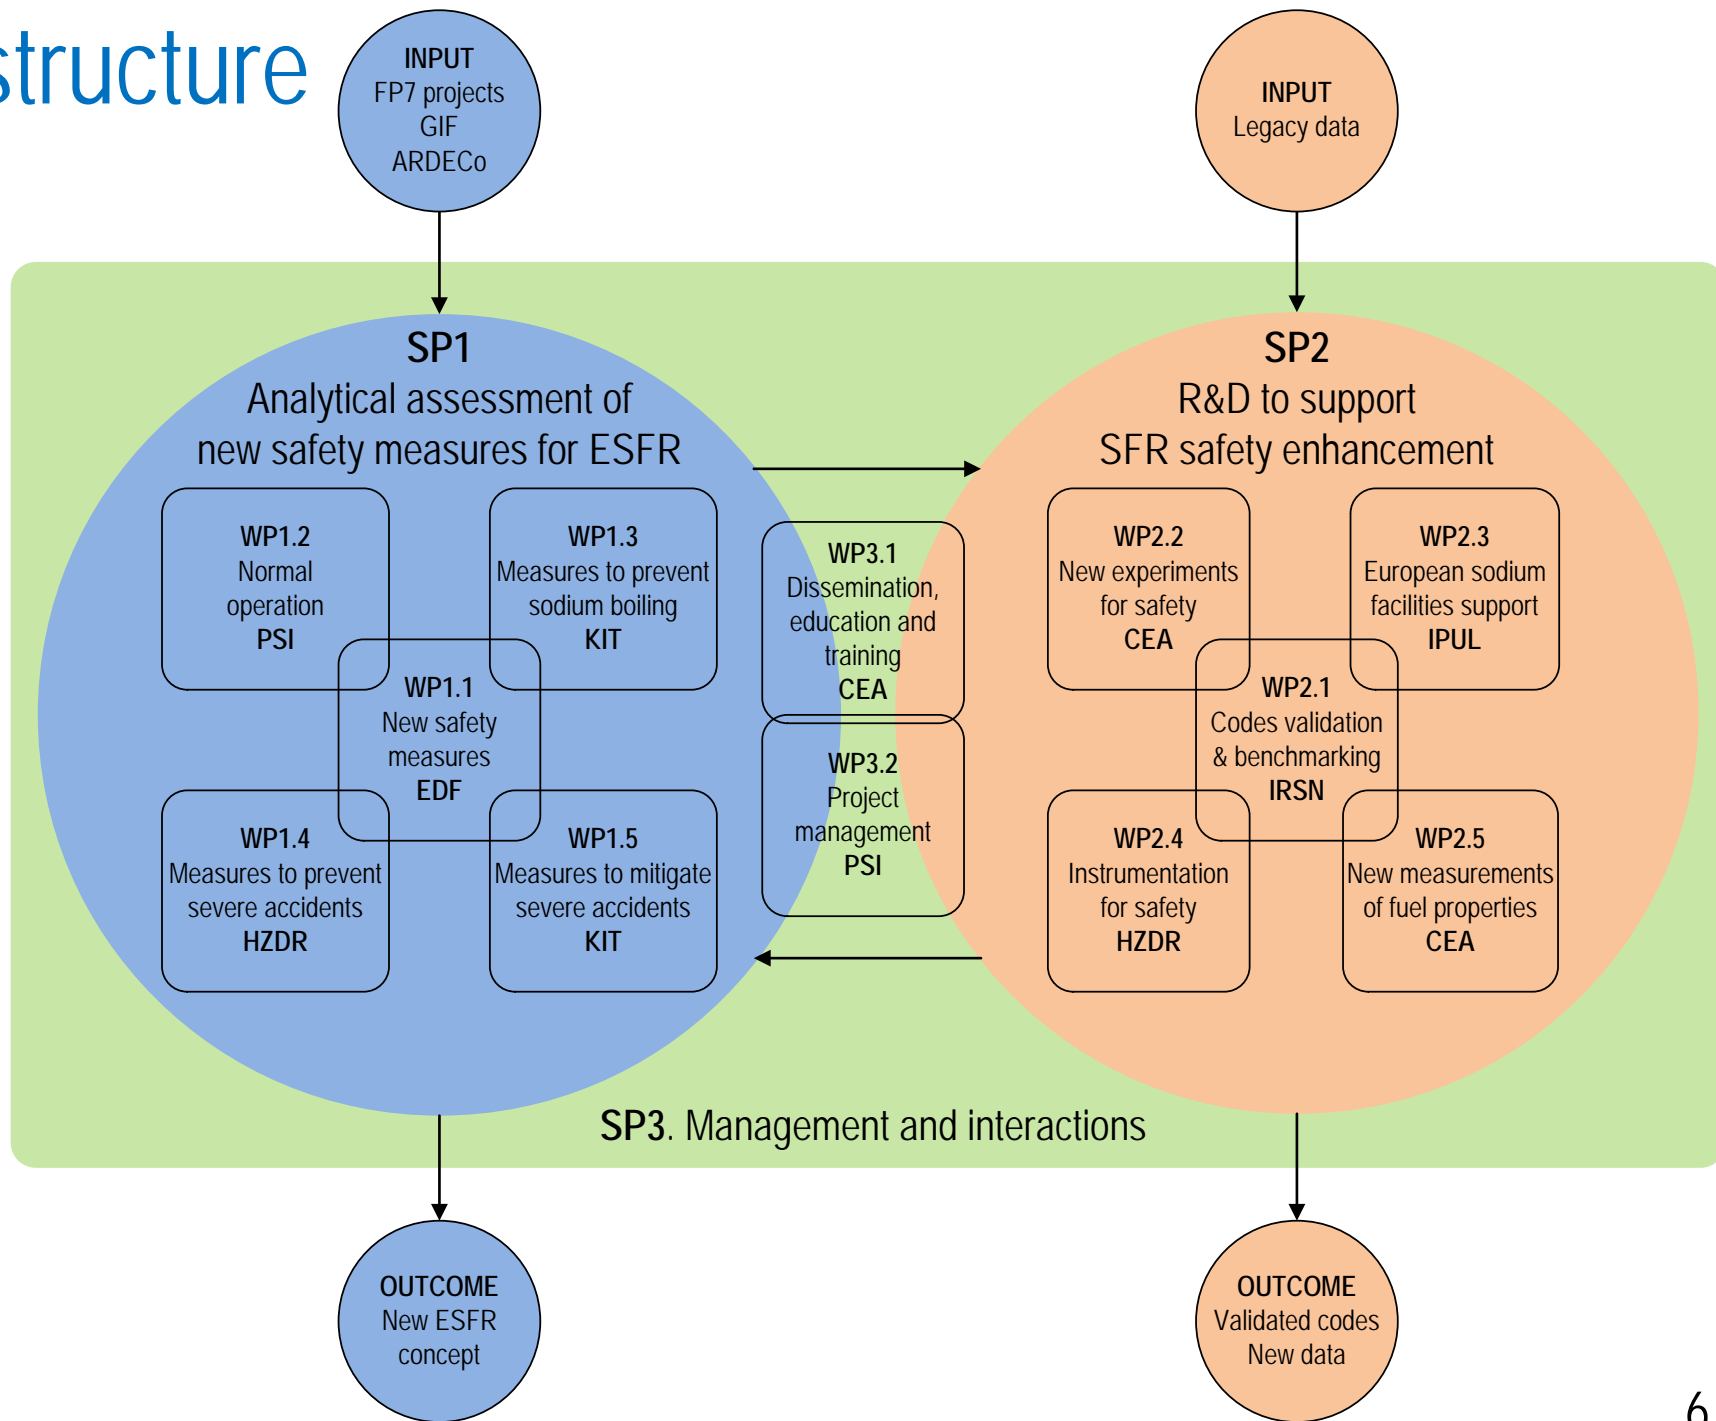 structure
INPUT
FP7 projects
GIF
ARDECo
INPUT
Legacy data
SP1
Analytical assessment of
new safety measures for ESFR
SP2
R&D to support
SFR safety enhancement
WP1.2
Normal
operation
PSI
WP1.3
Measures to prevent
sodium boiling
KIT
WP1.1
New safety
measures
EDF
WP1.4
Measures to prevent
severe accidents
HZDR
WP1.5
Measures to mitigate
severe accidents
KIT
WP3.1
Dissemination,
education and
training
CEA
WP3.2
Project
management
PSI
WP2.2
New experiments
for safety
CEA
WP2.3
European sodium
facilities support
IPUL
WP2.1
Codes validation
& benchmarking
IRSN
WP2.4
Instrumentation
for safety
HZDR
WP2.5
New measurements
of fuel properties
CEA
SP3. Management and interactions
OUTCOME
New ESFR
concept
OUTCOME
Validated codes
New data
6